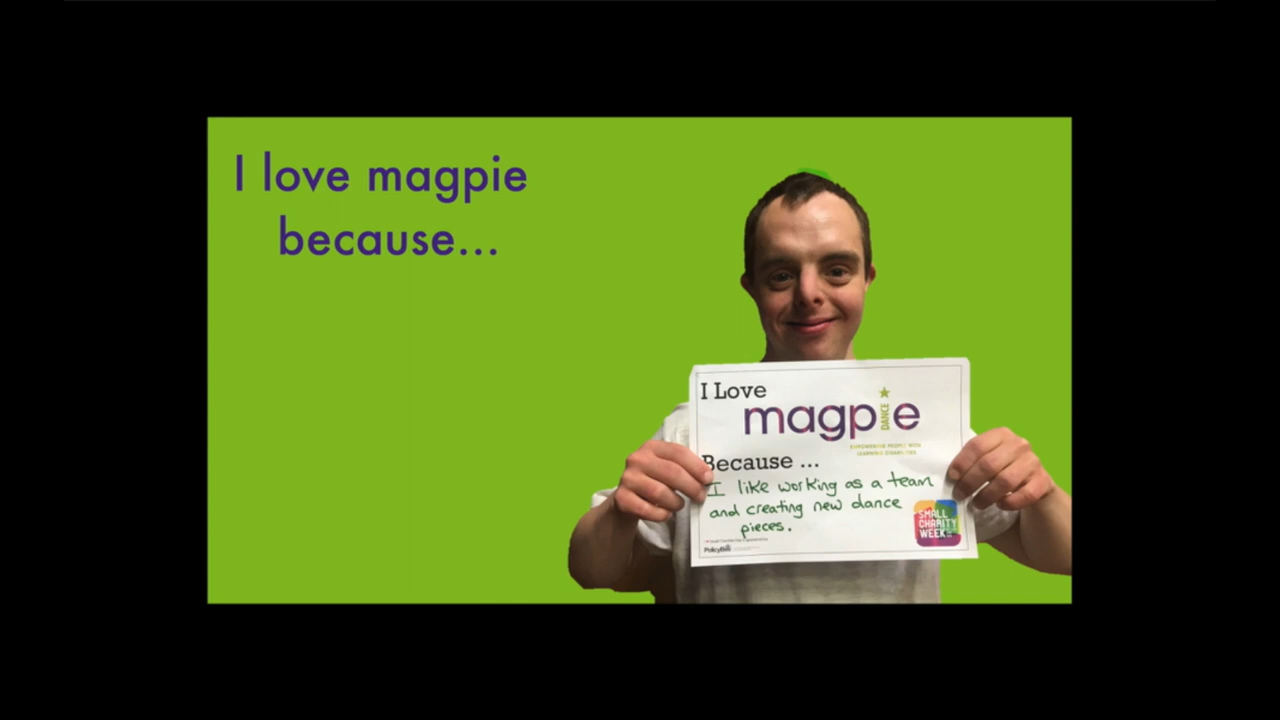 I love magpie
because...
I Love
magpie
DANCE
EMPOWERING PEOPLE WITH
LEARNING DISABILITIES
Because ...
I like working as a team
and creating new dance
pieces.
SMALL
CHARITY
WEEK
PolicyBee